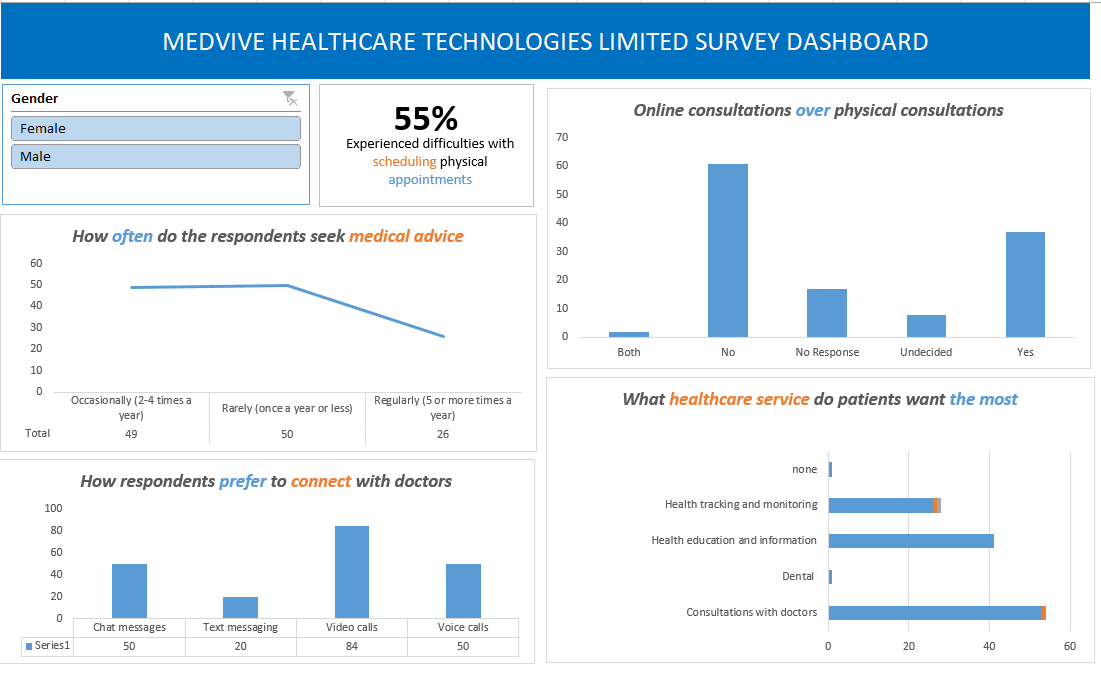 MEDVIVE HEALTHCARE TECHNOLOGIES LIMITED SURVEY DASHBOARD
Gender
Female
Male
55%
Experienced difficulties with
scheduling physical
appointments
Online consultations over physical consultations
70
60
50
40
30
20
10
0
Both No No Response Undecided Yes
How often do the respondents seek medical advice
60
50
40
30
20
10
0
Occasionally (2-4 times a
year)
Rarely (once a year or less)
Regularly (5 or more times a
year)
Total 49 50 26
What healthcare service do patients want the most
none
Health tracking and monitoring
Health education and information
Dental
Consultations with doctors
0 20 40 60
How respondents prefer to connect with doctors
100
80
60
40
20
0
Chat messages Text messaging Video calls Voice calls
Series1 50 20 84 50